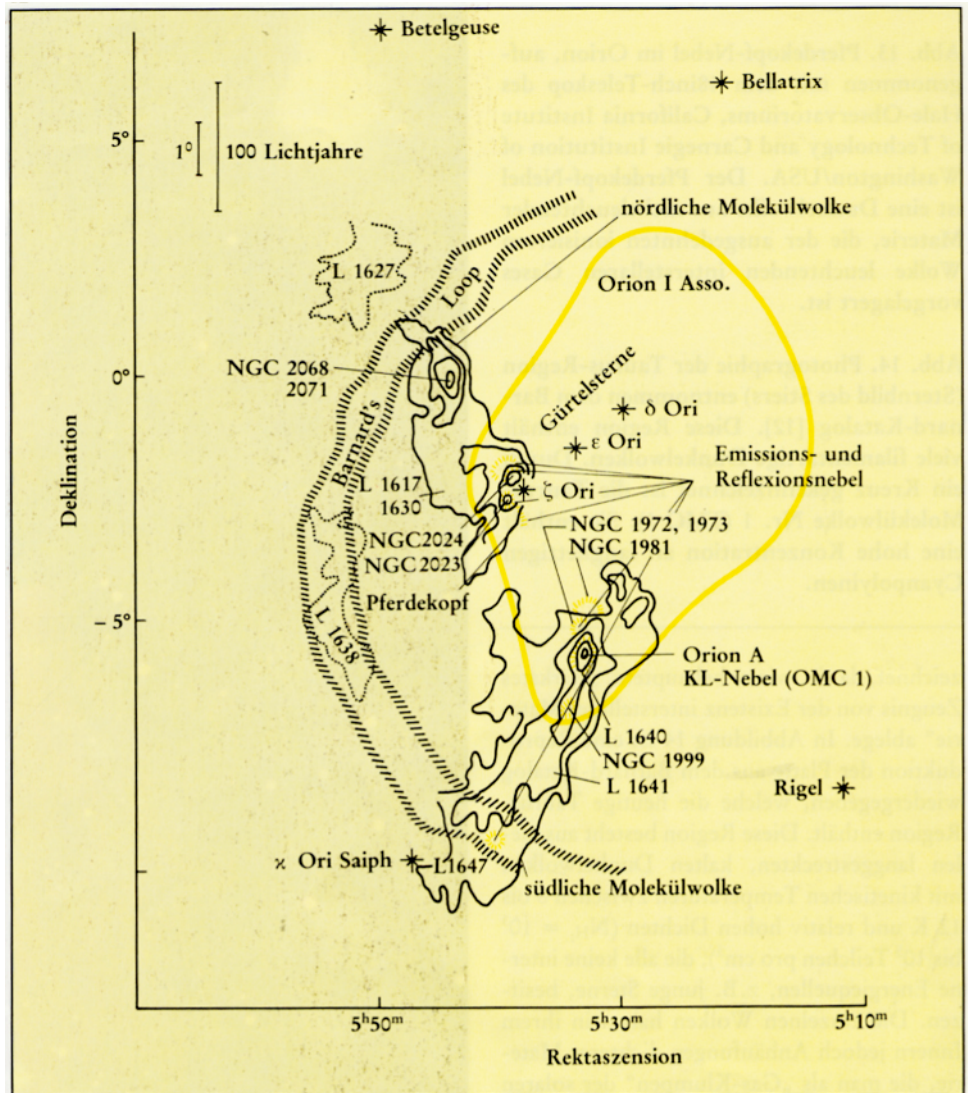 Betelgeuse
Bellatrix
5°
1°
100 Lichtjahre
nördliche Molekülwolke
L 1627
Loop
Orion I Asso.
NGC 2068
2071
0°
Gürtelsterne
δ Ori
ε Ori
Barnard's
Emissions- und
Reflexionsnebel
Deklination
L 1617
1630
ζ Ori
NGC 1972, 1973
NGC 1981
NGC2024
NGC2023
Pferdekopf
– 5°
L 1638
Orion A
KL-Nebel (OMC 1)
L 1640
NGC 1999
L 1641
Rigel
ϰ Ori Saiph
L1647
südliche Molekülwolke
5ʰ50ᵐ
5ʰ30ᵐ
5ʰ10ᵐ
Rektaszension